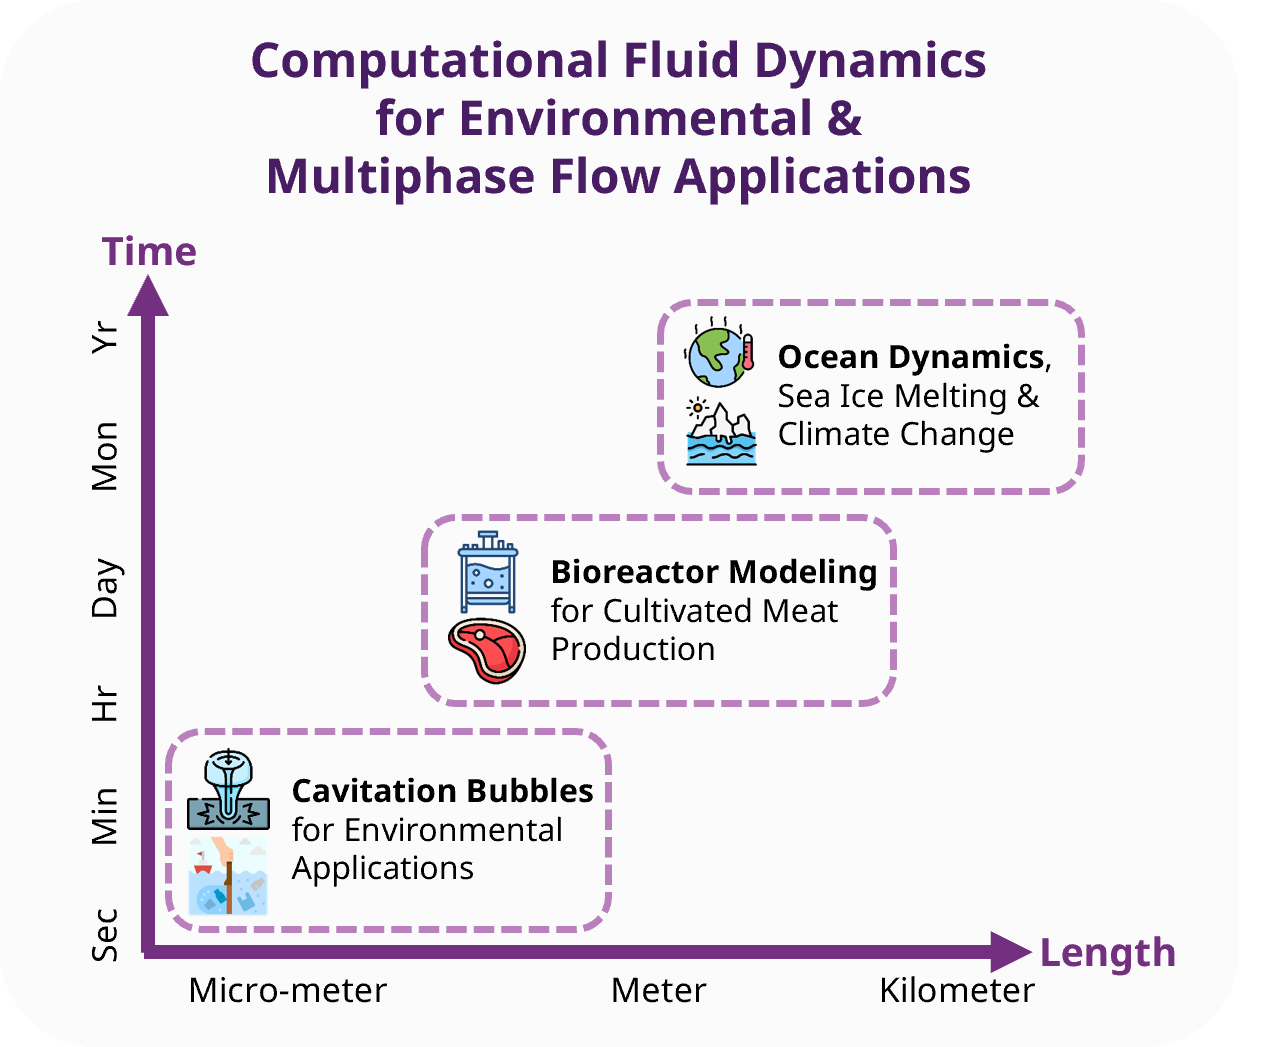 Computational Fluid Dynamics
for Environmental &
Multiphase Flow Applications
Time
Yr
Mon
Day
Hr
Min
Sec
Ocean Dynamics,
Sea Ice Melting &
Climate Change
Bioreactor Modeling
for Cultivated Meat
Production
Cavitation Bubbles
for Environmental
Applications
Length
Micro-meter
Meter
Kilometer